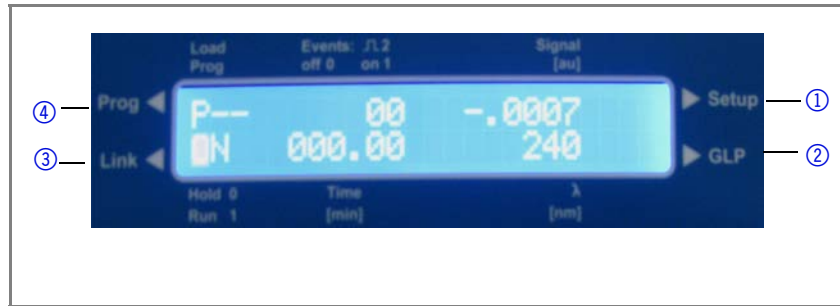 Load Events: ⎍ 2 Signal
Prog off 0 on 1 [au]
④ Prog ◀ P-- 00 -.0007 ▶ Setup ①
③ Link ◀ N 000.00 240 ▶ GLP ②
Hold 0 Time λ
Run 1 [min] [nm]